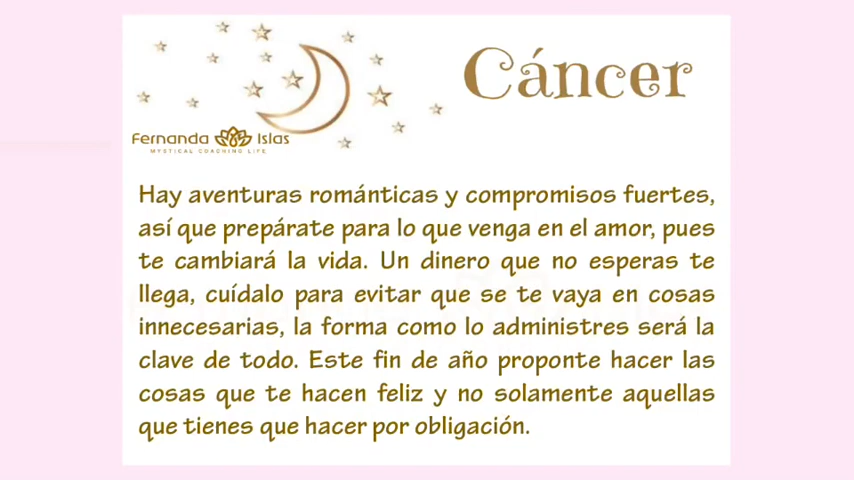 Cáncer
Fernanda Islas
MYSTICAL COACHING LIFE
Hay aventuras románticas y compromisos fuertes,
así que prepárate para lo que venga en el amor, pues
te cambiará la vida. Un dinero que no esperas te
llega, cuídalo para evitar que se te vaya en cosas
innecesarias, la forma como lo administres será la
clave de todo. Este fin de año proponte hacer las
cosas que te hacen feliz y no solamente aquellas
que tienes que hacer por obligación.